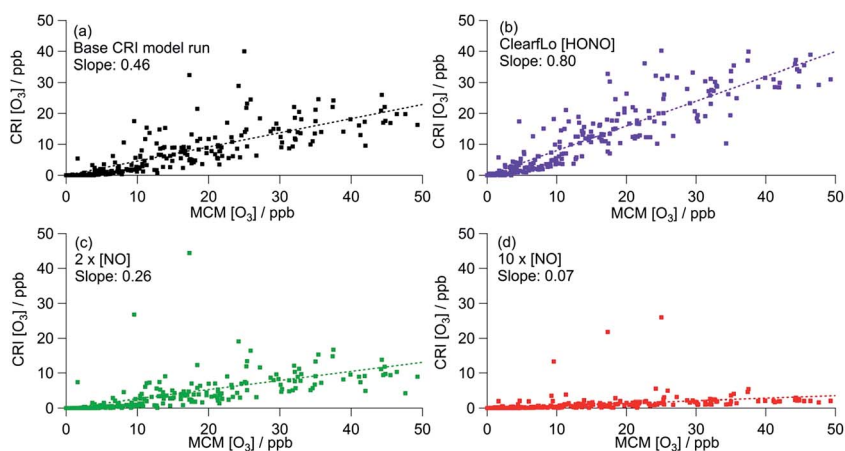 (a)
Base CRI model run
Slope: 0.46
CRI [O₃] / ppb
50
40
30
20
10
0
0 10 20 30 40 50
MCM [O₃] / ppb
(b)
ClearfLo [HONO]
Slope: 0.80
CRI [O₃] / ppb
50
40
30
20
10
0
0 10 20 30 40 50
MCM [O₃] / ppb
(c)
2 x [NO]
Slope: 0.26
CRI [O₃] / ppb
50
40
30
20
10
0
0 10 20 30 40 50
MCM [O₃] / ppb
(d)
10 x [NO]
Slope: 0.07
CRI [O₃] / ppb
50
40
30
20
10
0
0 10 20 30 40 50
MCM [O₃] / ppb